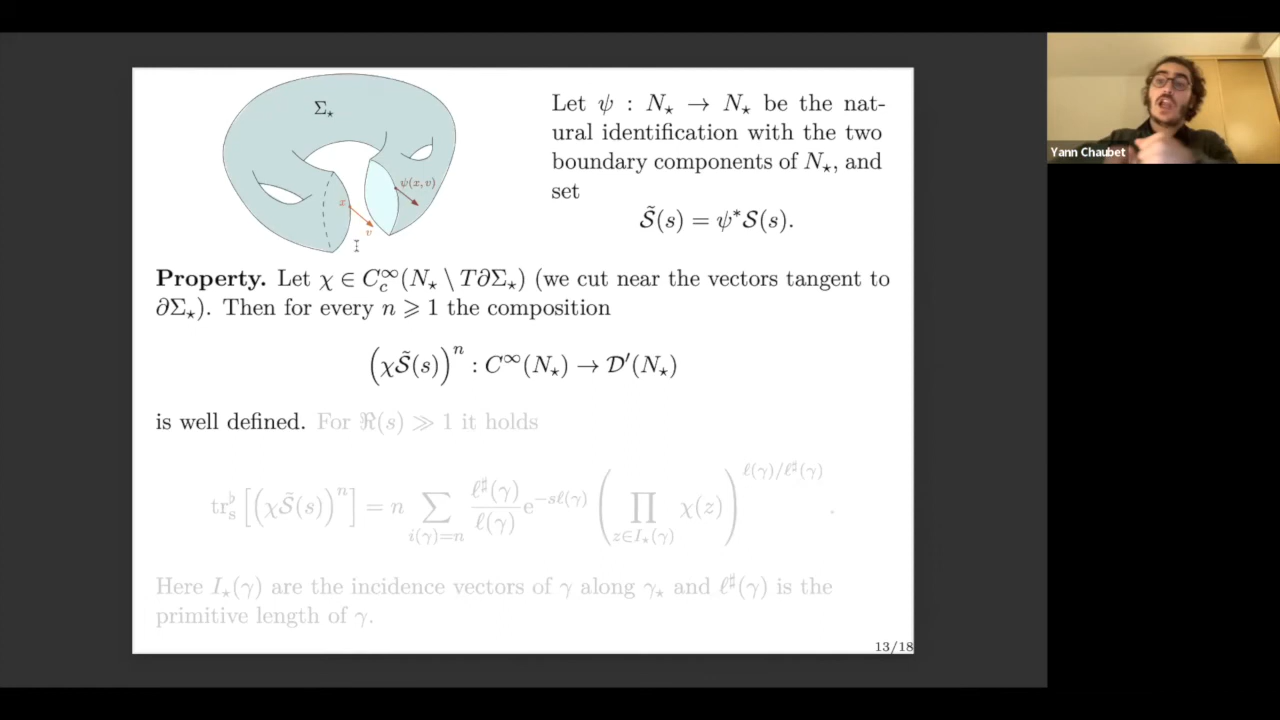 Σ⋆
x
v
ψ(x, v)
Let ψ : N⋆ → N⋆ be the nat-
ural identification with the two
boundary components of N⋆, and
set
S̃(s) = ψ*S(s).
Property. Let χ ∈ C_c^∞(N⋆ \ T∂Σ⋆) (we cut near the vectors tangent to
∂Σ⋆). Then for every n ⩾ 1 the composition
(χS̃(s))^n : C^∞(N⋆) → D′(N⋆)
is well defined. For ℜ(s) ≫ 1 it holds
tr_s^♭ [(χS̃(s))^n] = n ∑_{i(γ)=n} ℓ^♯(γ)/ℓ(γ) e^{−sℓ(γ)} (∏_{z∈I⋆(γ)} χ(z))^{ℓ(γ)/ℓ^♯(γ)} .
Here I⋆(γ) are the incidence vectors of γ along γ⋆ and ℓ^♯(γ) is the
primitive length of γ.
13/18
Yann Chaubet